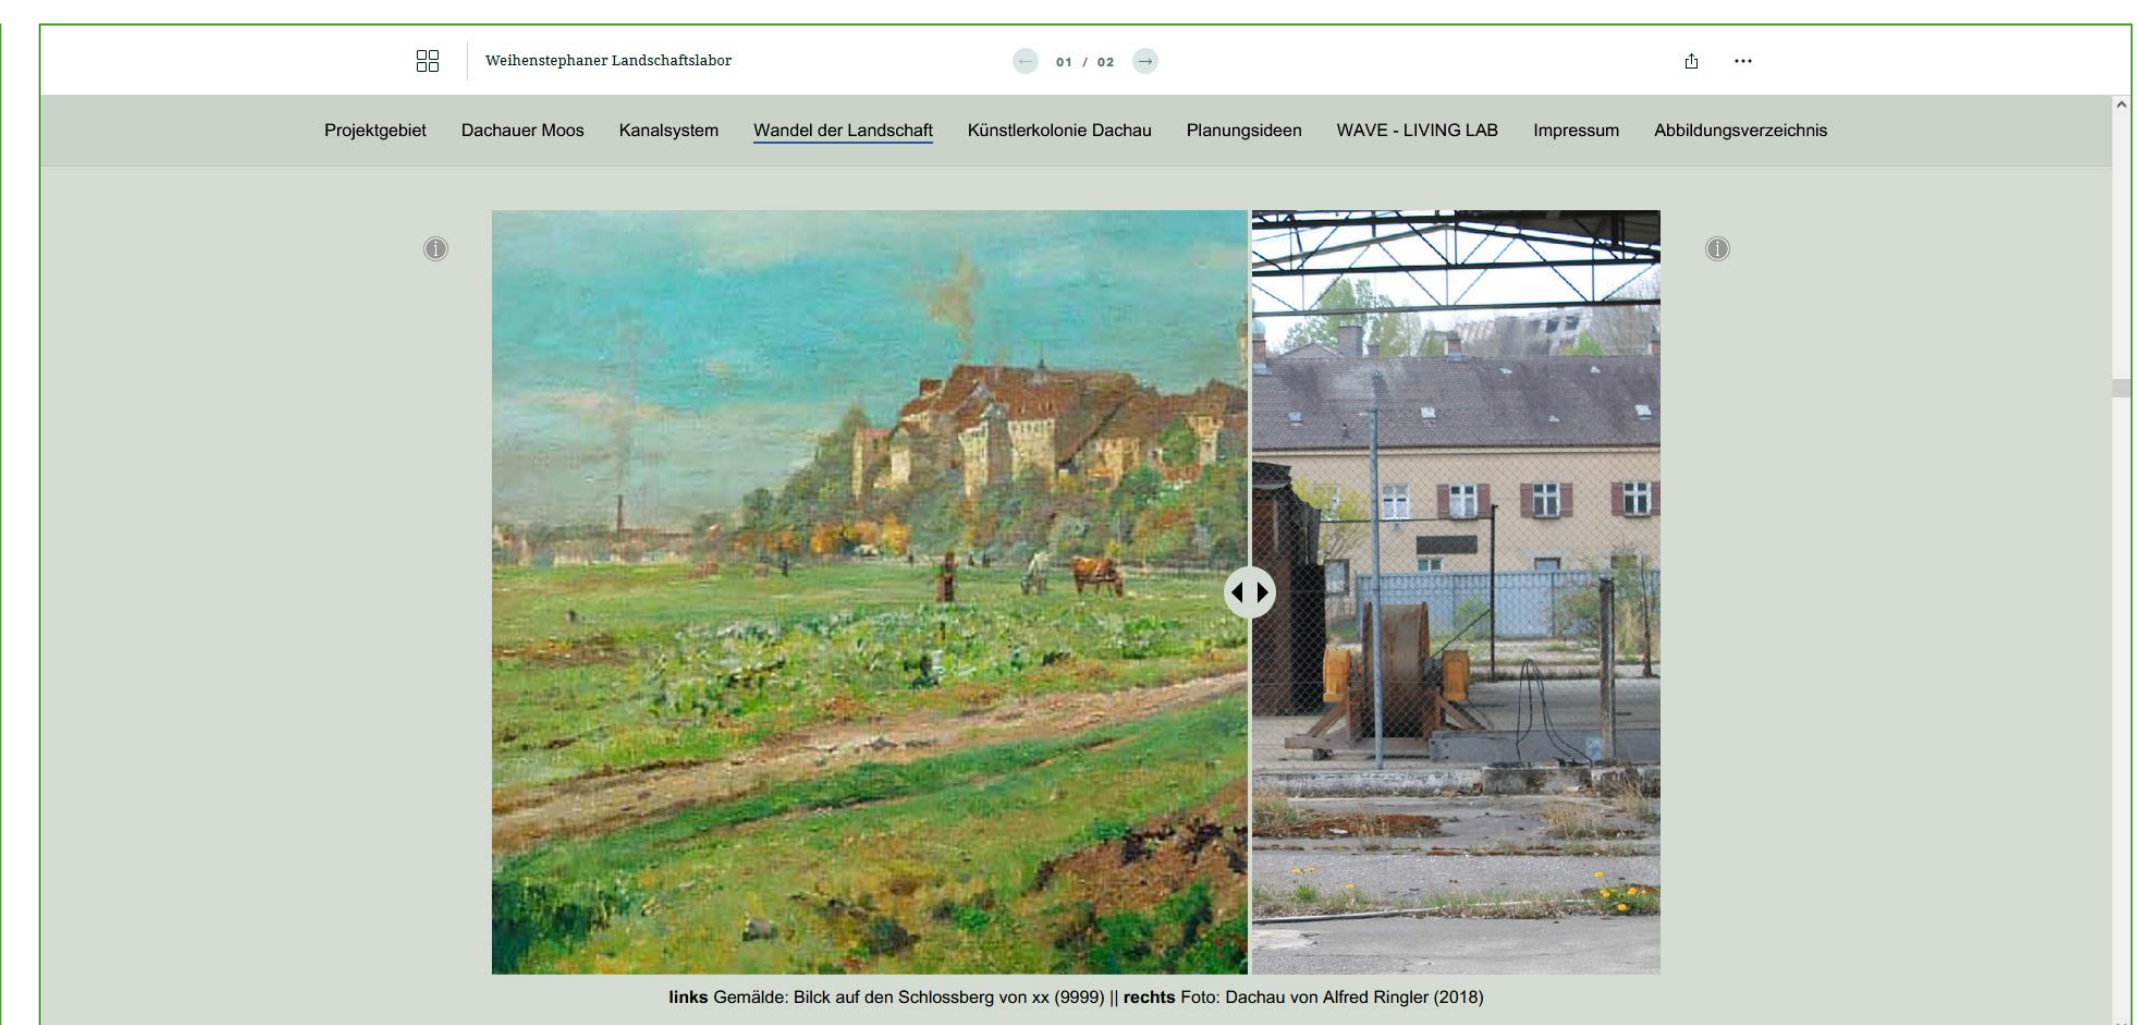 Weihenstephaner Landschaftslabor
01 / 02
Projektgebiet Dachauer Moos Kanalsystem Wandel der Landschaft Künstlerkolonie Dachau Planungsideen WAVE - LIVING LAB Impressum Abbildungsverzeichnis
links Gemälde: Bilck auf den Schlossberg von xx (9999) || rechts Foto: Dachau von Alfred Ringler (2018)